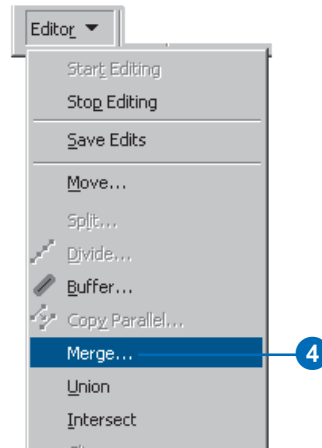 Editor
Start Editing
Stop Editing
Save Edits
Move...
Split...
Divide...
Buffer...
Copy Parallel...
Merge... 4
Union
Intersect